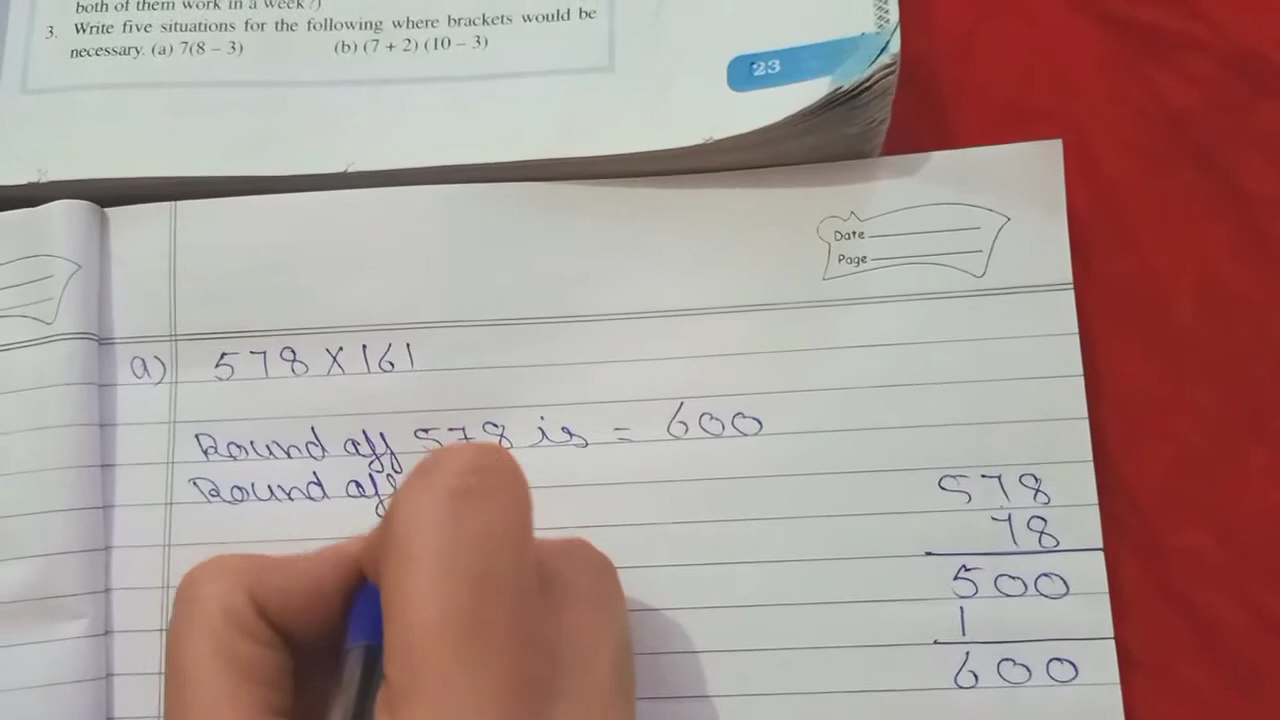 both of them work in a week?)
3. Write five situations for the following where brackets would be
necessary. (a) 7(8 – 3) (b) (7 + 2) (10 – 3)
23
Date
Page
a) 578 X 161
Round off 578 is = 600
Round off
578
78
500
1
600